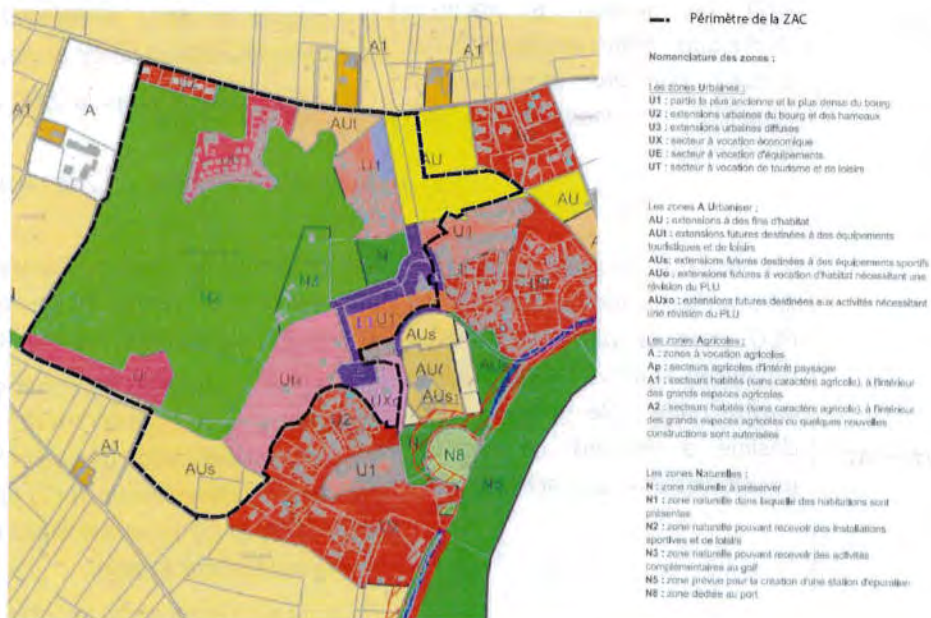 Périmètre de la ZAC
Nomenclature des zones :
Les zones Urbaines :
U1 : partie la plus ancienne et la plus dense du bourg
U2 : extensions urbaines du bourg et des hameaux
U3 : extensions urbaines diffuses
UX : secteur à vocation économique
UE : secteur à vocation d'équipements
UT : secteur à vocation de tourisme et de loisirs
Les zones A Urbaniser :
AU : extensions à des fins d'habitat
AUt : extensions futures destinées à des équipements
touristiques et de loisirs
AUs: extensions futures destinées à des équipements sportifs
AUo : extensions futures à vocation d'habitat nécessitant une
révision du PLU
AUxo : extensions futures destinées aux activités nécessitant
une révision du PLU
Les zones Agricoles :
A : zones à vocation agricoles
Ap : secteurs agricoles d'intérêt paysager
A1 : secteurs habités (sans caractère agricole), à l'intérieur
des grands espaces agricoles
A2 : secteurs habités (sans caractère agricole), à l'intérieur
des grands espaces agricoles ou quelques nouvelles
constructions sont autorisées
Les zones Naturelles :
N : zone naturelle à préserver
N1 : zone naturelle dans laquelle des habitations sont
présentes
N2 : zone naturelle pouvant recevoir des installations
sportives et de loisirs
N3 : zone naturelle pouvant recevoir des activités
complémentaires au golf
N5 : zone prévue pour la création d'une station d'épuration
N8 : zone dédiée au port
A1
A1
A1
A
AUt
U1
AU
AU
A
U1
N
N3
N2
U1
AUs
AUt
AUs
U
Ut
UX
2
N
N8
U1
A1
AUs
N5